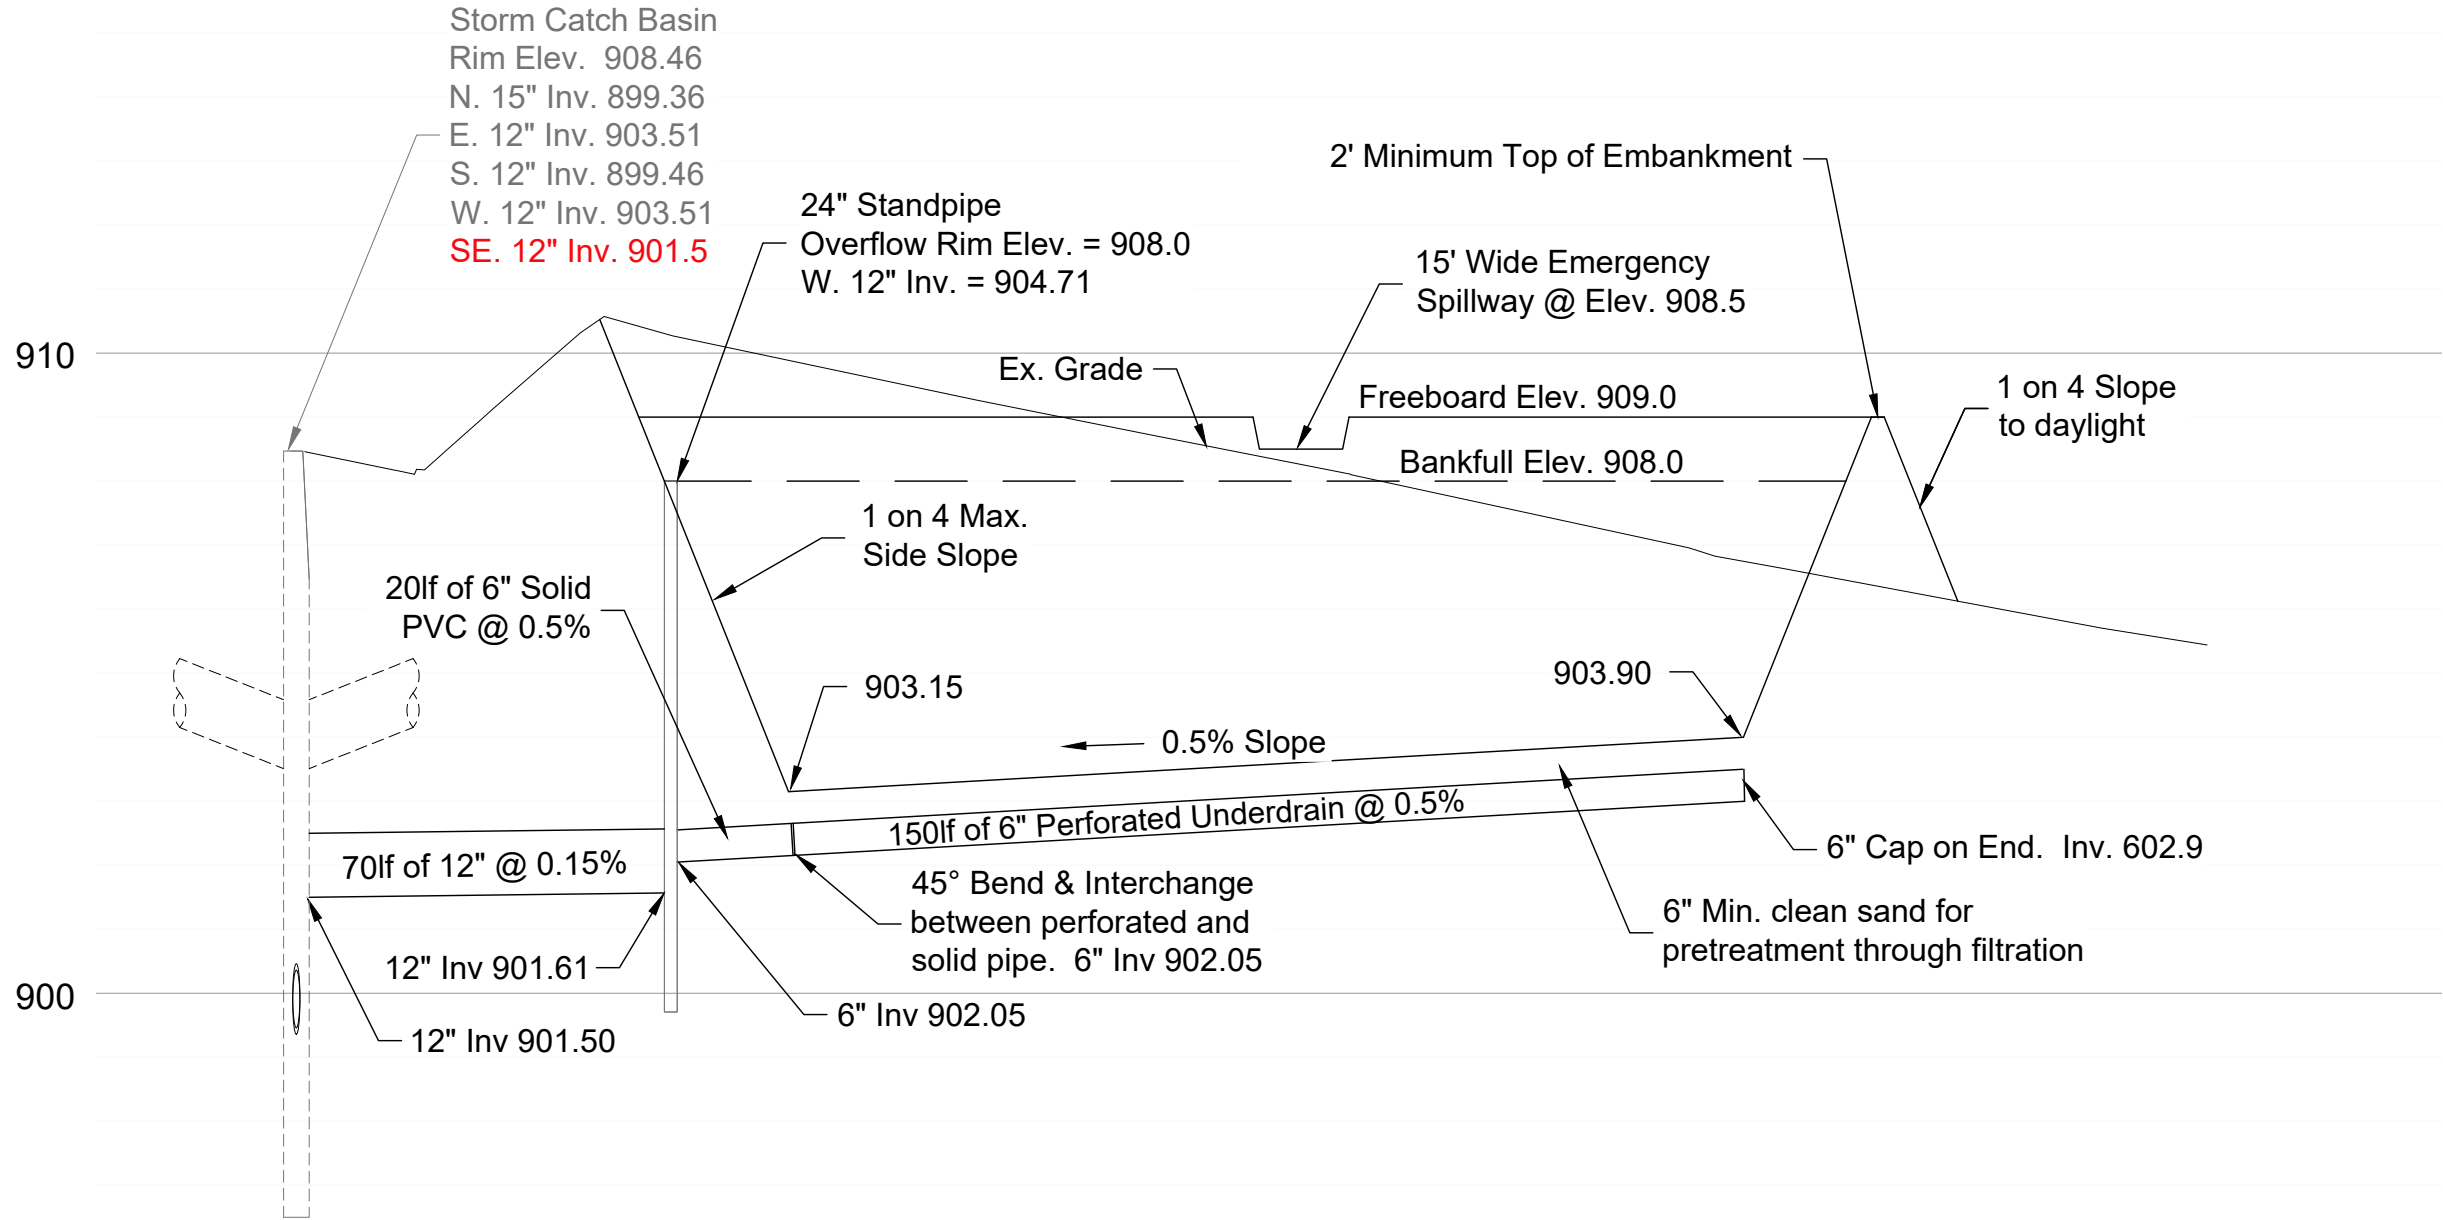 Storm Catch Basin
Rim Elev.  908.46
N. 15" Inv. 899.36
E. 12" Inv. 903.51
S. 12" Inv. 899.46
W. 12" Inv. 903.51
SE. 12" Inv. 901.5
2' Minimum Top of Embankment
24" Standpipe
Overflow Rim Elev. = 908.0
W. 12" Inv. = 904.71
15' Wide Emergency
Spillway @ Elev. 908.5
910
Ex. Grade
Freeboard Elev. 909.0
1 on 4 Slope
to daylight
Bankfull Elev. 908.0
1 on 4 Max.
Side Slope
20lf of 6" Solid
PVC @ 0.5%
903.15
903.90
0.5% Slope
150lf of 6" Perforated Underdrain @ 0.5%
70lf of 12" @ 0.15%
6" Cap on End.  Inv. 602.9
45° Bend & Interchange
between perforated and
solid pipe.  6" Inv 902.05
6" Min. clean sand for
pretreatment through filtration
12" Inv 901.61
900
6" Inv 902.05
12" Inv 901.50